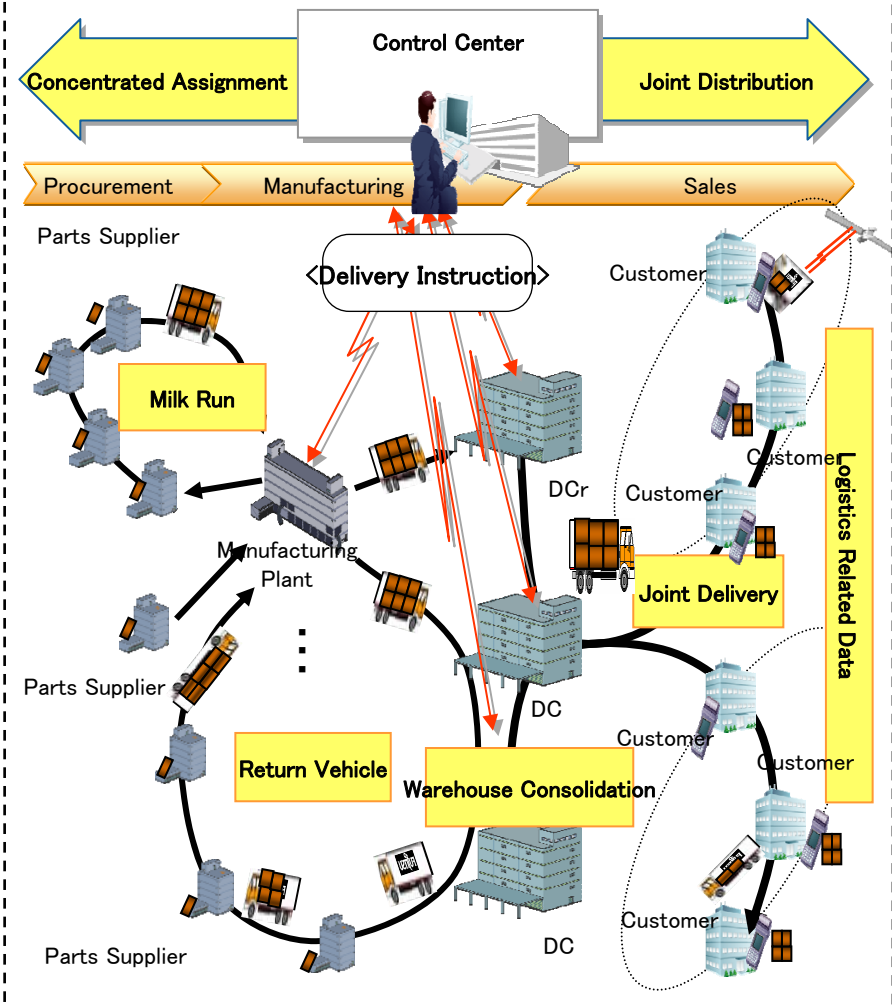 Control Center
Concentrated Assignment
Joint Distribution
Procurement
Manufacturing
Sales
Parts Supplier
<Delivery Instruction>
Customer
Milk Run
Customer
Customer
DCr
Manufacturing
Plant
Joint Delivery
Logistics Related Data
Parts Supplier
DC
Customer
Return Vehicle
Customer
Warehouse Consolidation
Customer
Parts Supplier
DC